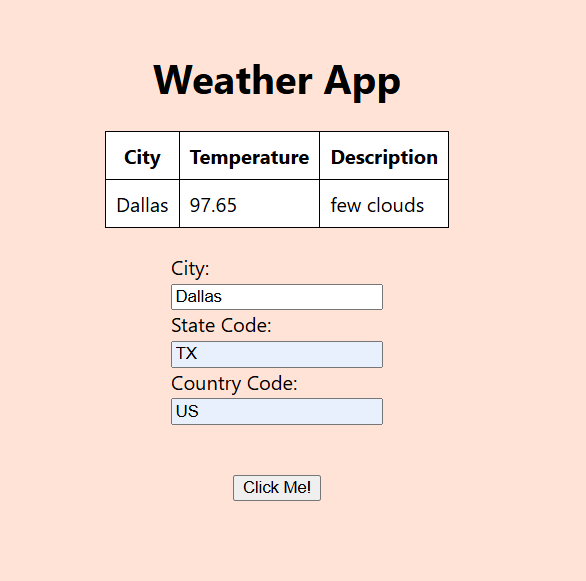 Weather App
City Temperature Description
Dallas 97.65 few clouds
City:
Dallas
State Code:
TX
Country Code:
US
Click Me!